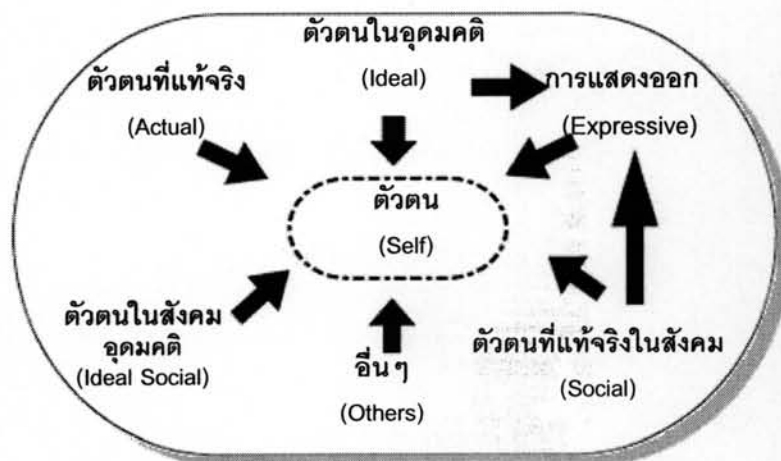 ตัวตนในอุดมคติ
(Ideal)
ตัวตนที่แท้จริง
(Actual)
การแสดงออก
(Expressive)
ตัวตน
(Self)
ตัวตนในสังคม
อุดมคติ
(Ideal Social)
อื่นๆ
(Others)
ตัวตนที่แท้จริงในสังคม
(Social)